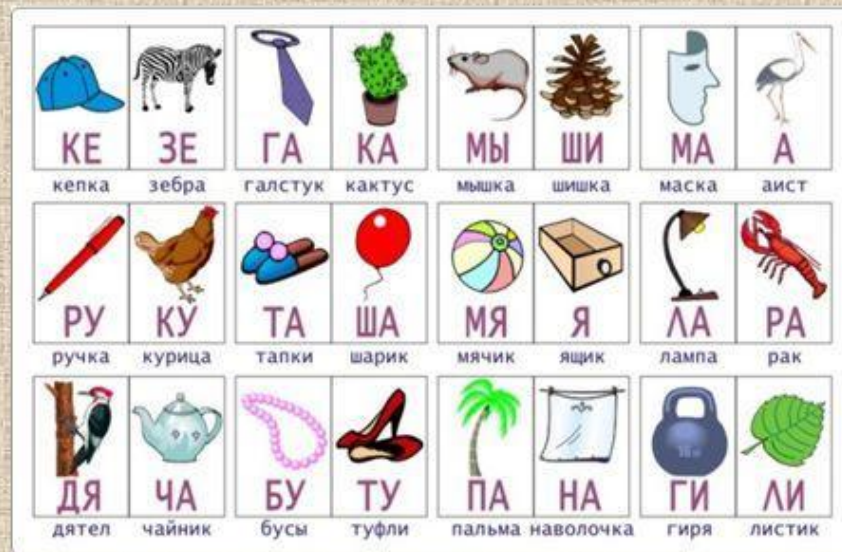 КЕ ЗЕ ГА КА МЫ ШИ МА А
кепка зебра галстук кактус мышка шишка маска аист
РУ КУ ТА ША МЯ Я ЛА РА
ручка курица тапки шарик мячик ящик лампа рак
16 кг
ДЯ ЧА БУ ТУ ПА НА ГИ ЛИ
дятел чайник бусы туфли пальма наволочка гиря листик